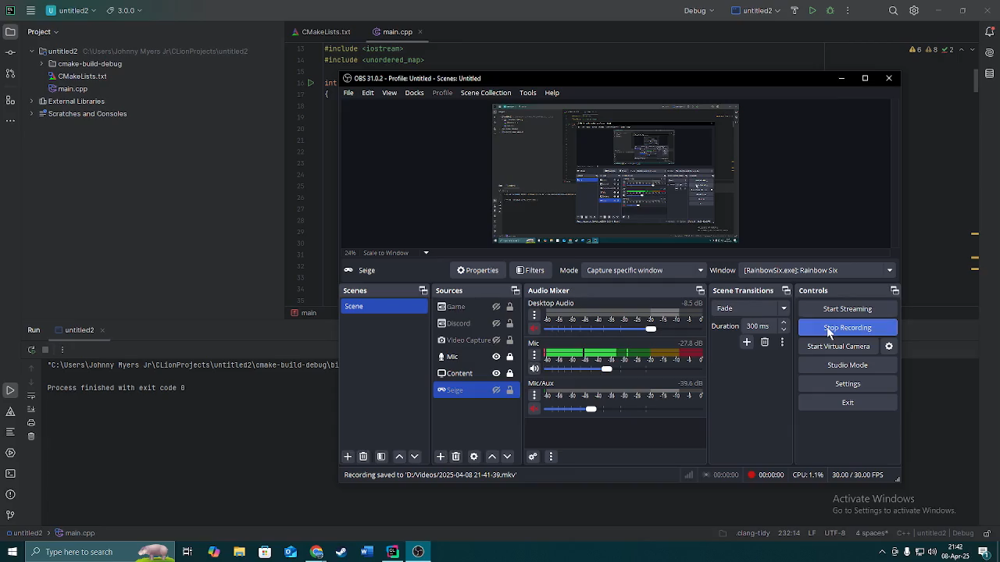 untitled2
3.0.0
Debug
untitled2
Project
CMakeLists.txt
main.cpp
untitled2 C:\Users\Johnny Myers Jr\CLionProjects\untitled2
cmake-build-debug
CMakeLists.txt
main.cpp
External Libraries
Scratches and Console
13 #include <iostream>
14 #include <unordered_map>
15
16 int
17 {
18
19
20
21
22
23
24
25
26
27
28
29
30
31
32
33
34
35
6 8 2
main
OBS 31.0.2 - Profile: Untitled - Scenes: Untitled
File Edit View Docks Profile Scene Collection Tools Help
24% Scale to Window
Seige Properties Filters Mode Capture specific window Window [RainbowSix.exe]: Rainbow Six
Scenes
Scene
Sources
Game
Discord
Video Capture
Mic
Content
Seige
Audio Mixer
Desktop Audio -8.5 dB
-60 -55 -50 -45 -40 -35 -30 -25 -20 -15 -10 -5 0
Mic -27.8 dB
-60 -55 -50 -45 -40 -35 -30 -25 -20 -15 -10 -5 0
Mic/Aux -39.6 dB
-60 -55 -50 -45 -40 -35 -30 -25 -20 -15 -10 -5 0
Scene Transitions
Fade
Duration 300 ms
Controls
Start Streaming
Stop Recording
Start Virtual Camera
Studio Mode
Settings
Exit
Recording saved to 'D:/Videos/2025-04-08 21-41-39.mkv'
00:00:00
00:00:00
CPU: 1.1%
30.00 / 30.00 FPS
Run untitled2
"C:\Users\Johnny Myers Jr\CLionProjects\untitled2\cmake-build-debug\
Process finished with exit code 0
Activate Windows
Go to Settings to activate Windows.
untitled2 main.cpp
.clang-tidy 232:14 LF UTF-8 4 spaces* C++ | untitled2 | Debug
Type here to search
21:42
08-Apr-25